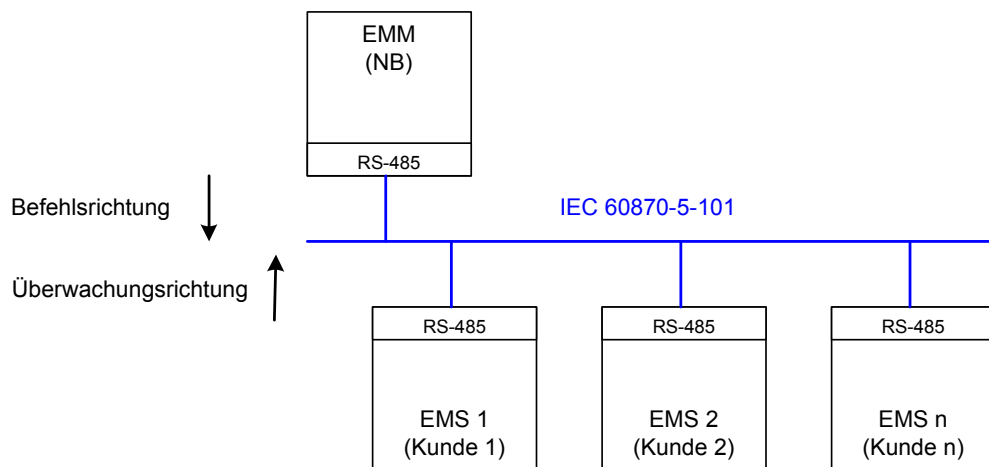 EMM
(NB)
RS-485
Befehlsrichtung
IEC 60870-5-101
Überwachungsrichtung
RS-485
RS-485
RS-485
EMS 1
(Kunde 1)
EMS 2
(Kunde 2)
EMS n
(Kunde n)